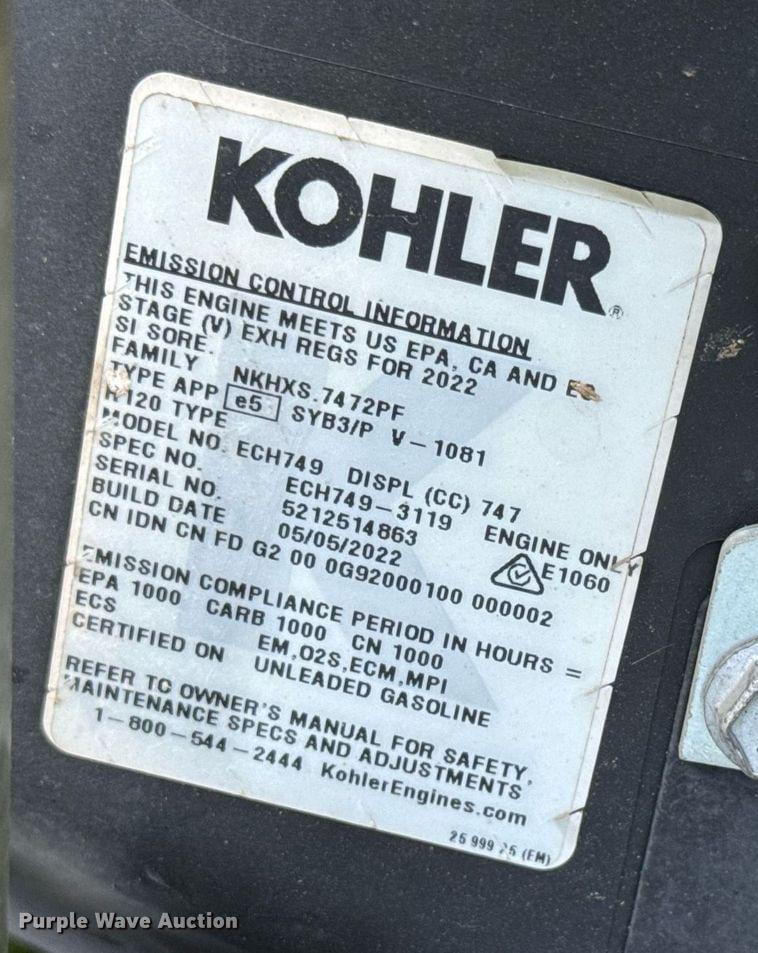 KOHLER®
EMISSION CONTROL INFORMATION
THIS ENGINE MEETS US EPA, CA AND
STAGE (V) EXH REGS FOR 2022
SI SORE
FAMILY NKHXS.7472PF
TYPE APP e5 SYB3/P V-1081
H120 TYPE
MODEL NO. ECH749 DISPL (CC) 747
SPEC NO. ECH749-3119 ENGINE ONLY
SERIAL NO. 5212514863 E1060
BUILD DATE 05/05/2022
CN IDN CN FD G2 00 0G92000100 000002
EMISSION COMPLIANCE PERIOD IN HOURS =
EPA 1000 CARB 1000 CN 1000
ECS EM,O2S,ECM,MPI
CERTIFIED ON UNLEADED GASOLINE
REFER TO OWNER'S MANUAL FOR SAFETY,
MAINTENANCE SPECS AND ADJUSTMENTS
1-800-544-2444 KohlerEngines.com
25 999 (EM)
Purple Wave Auction